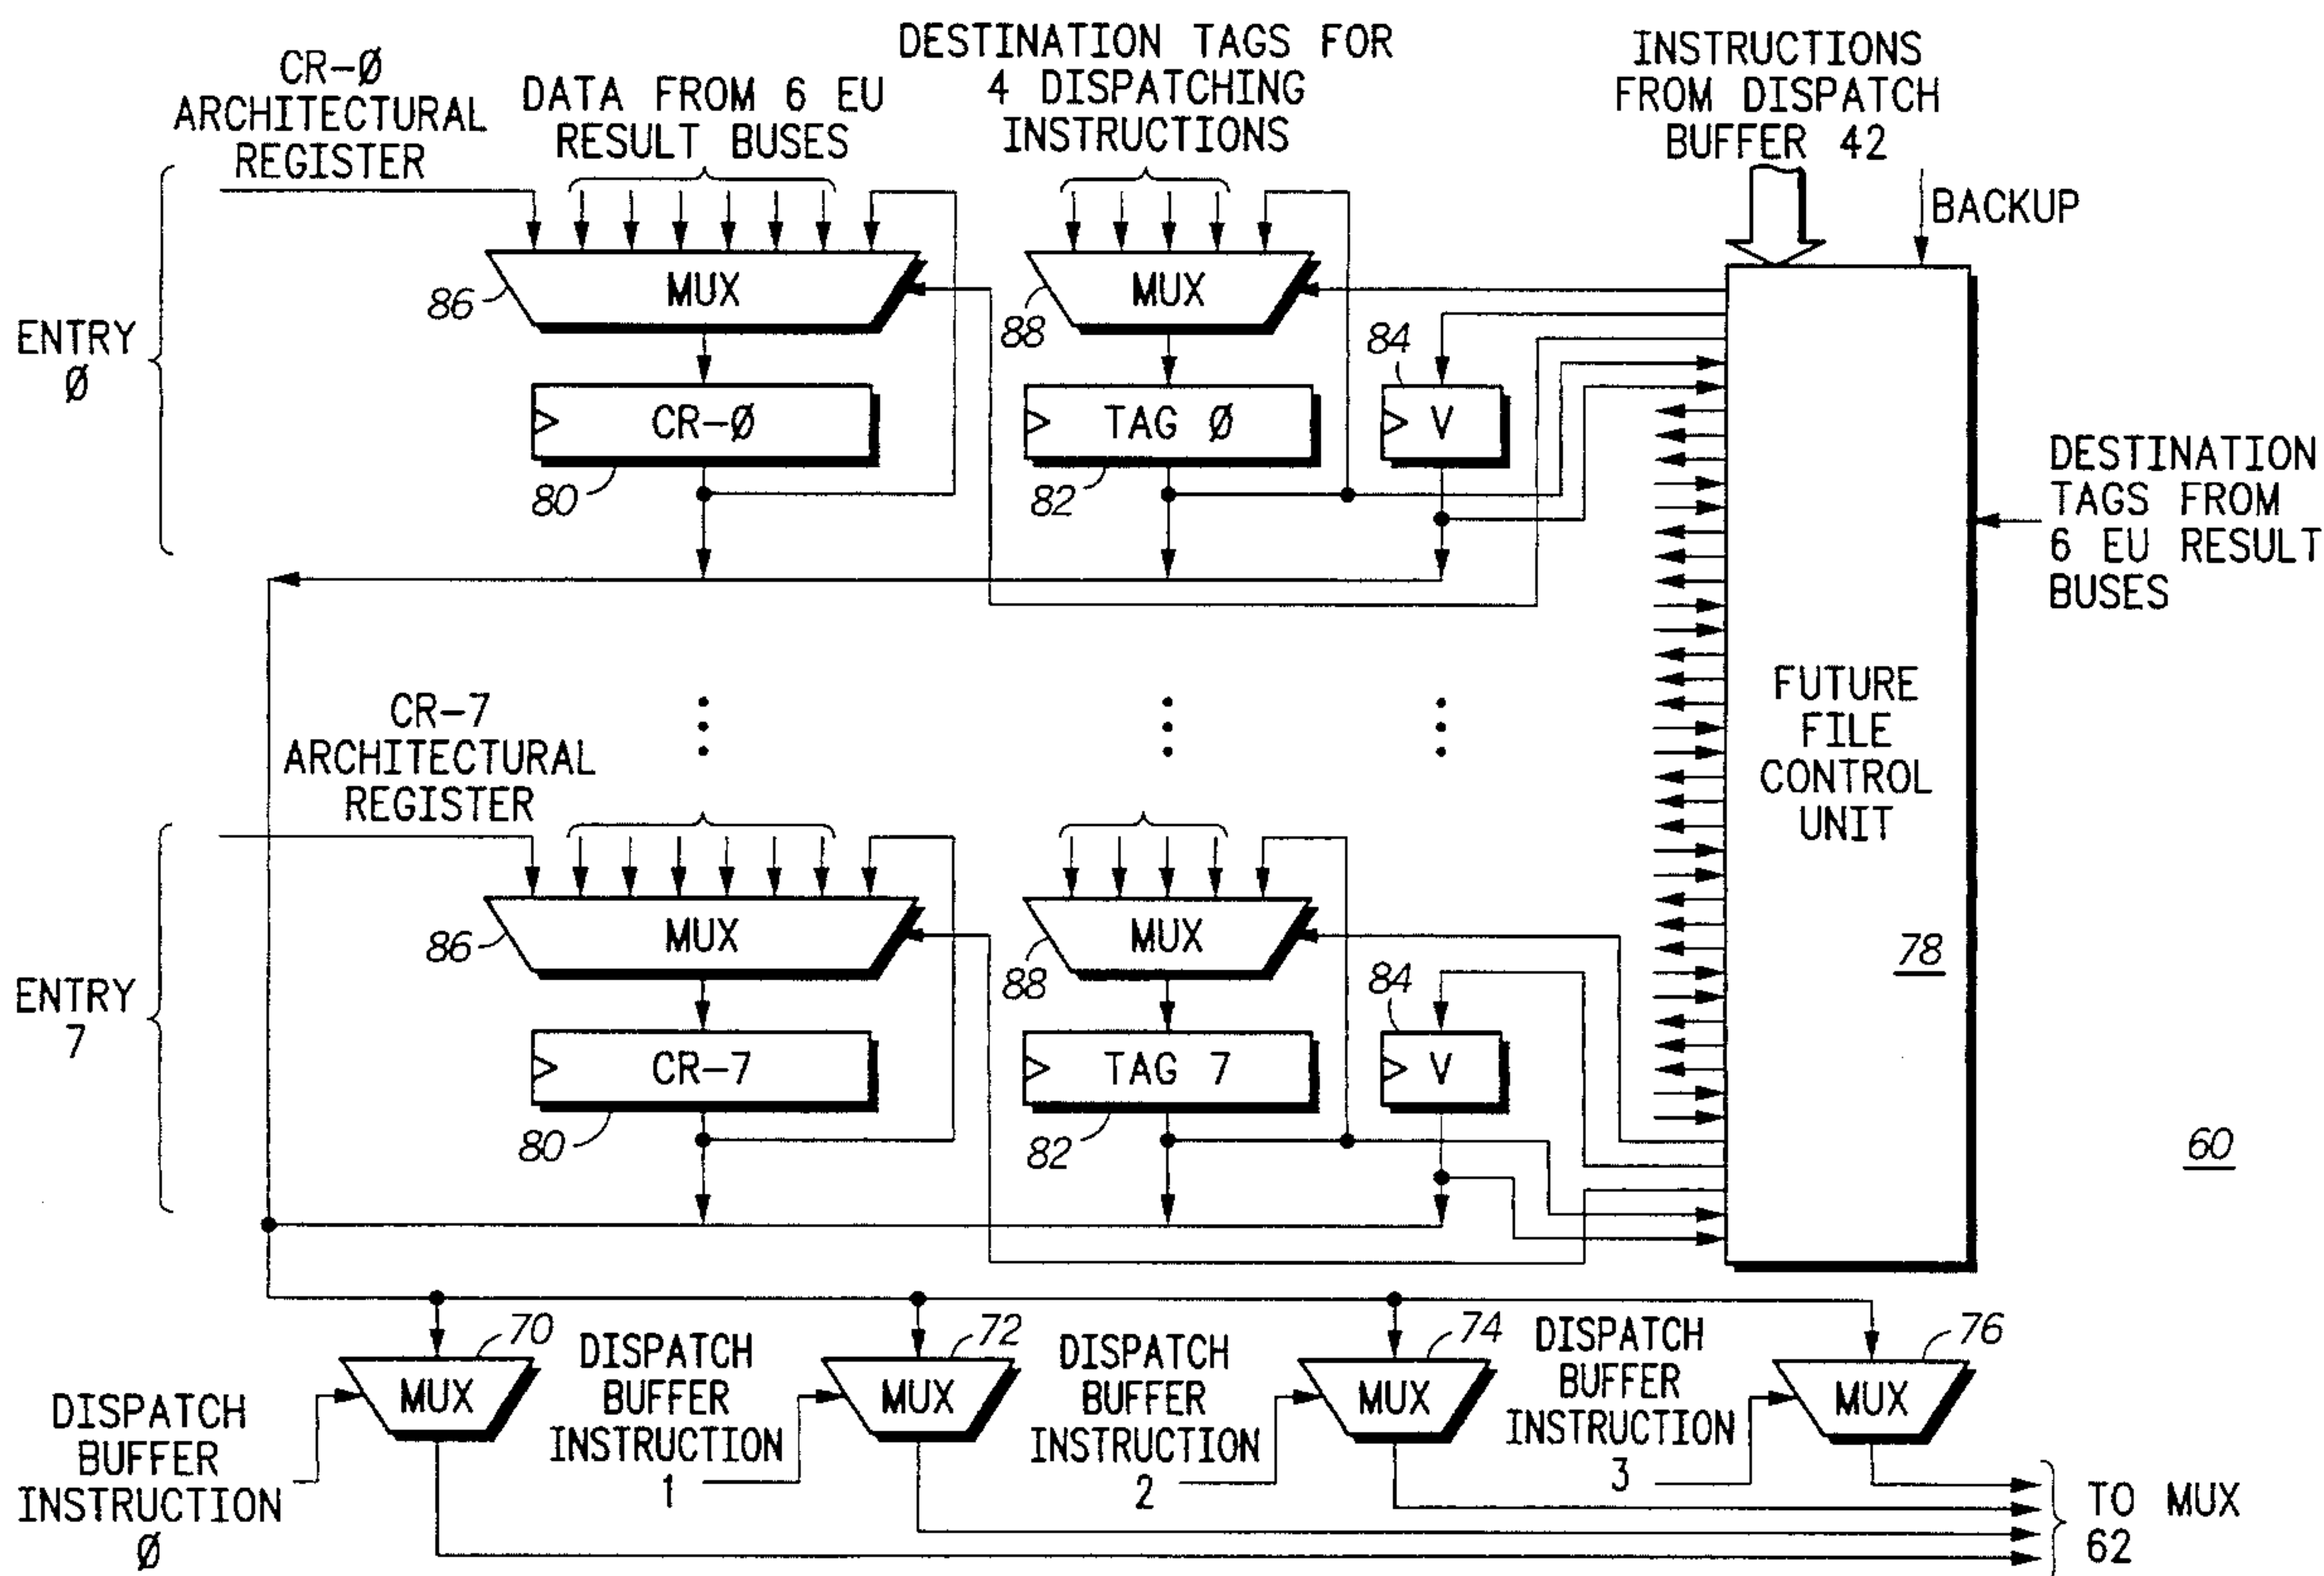 CR-Ø
ARCHITECTURAL
REGISTER
DATA FROM 6 EU
RESULT BUSES
DESTINATION TAGS FOR
4 DISPATCHING
INSTRUCTIONS
INSTRUCTIONS
FROM DISPATCH
BUFFER 42
BACKUP
ENTRY
Ø
86
MUX
88
MUX
84
CR-Ø
TAG Ø
V
80
82
DESTINATION
TAGS FROM
6 EU RESULT
BUSES
FUTURE
FILE
CONTROL
UNIT
78
CR-7
ARCHITECTURAL
REGISTER
ENTRY
7
86
MUX
88
MUX
84
CR-7
TAG 7
V
80
82
60
70
72
74
76
MUX
MUX
MUX
MUX
DISPATCH
BUFFER
INSTRUCTION
Ø
DISPATCH
BUFFER
INSTRUCTION
1
DISPATCH
BUFFER
INSTRUCTION
2
DISPATCH
BUFFER
INSTRUCTION
3
TO MUX
62